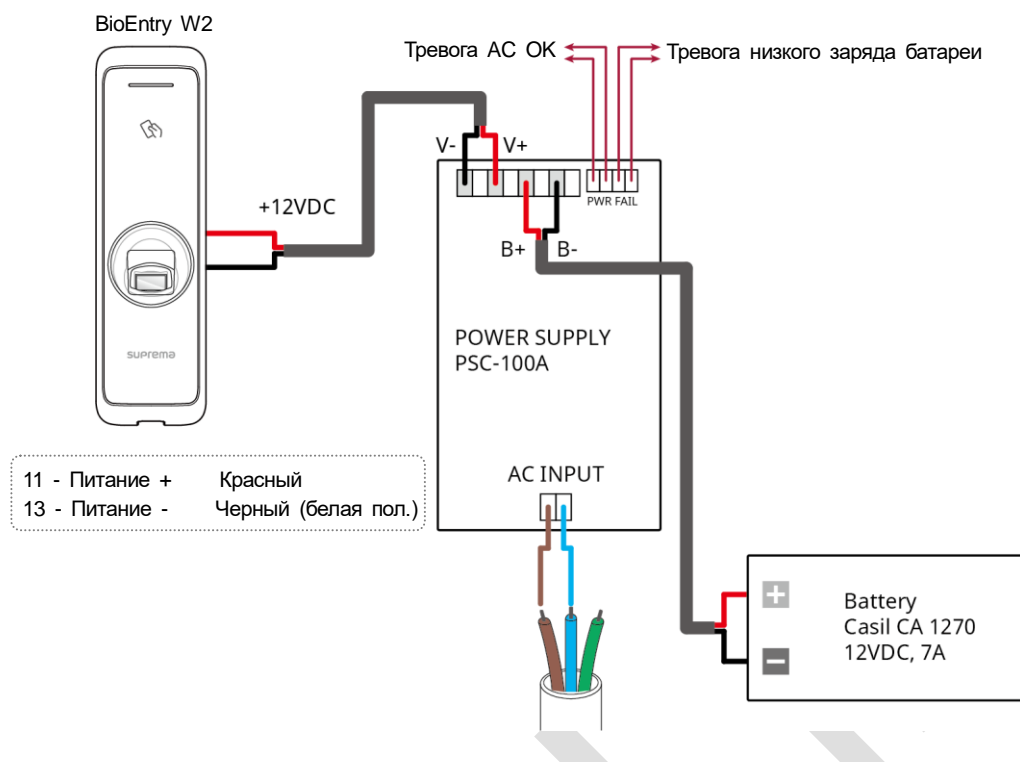 BioEntry W2
Тревога AC OK
Тревога низкого заряда батареи
V-
V+
PWR FAIL
+12VDC
B+
B-
POWER SUPPLY
PSC-100A
suprema
11 - Питание + Красный
13 - Питание - Черный (белая пол.)
AC INPUT
Battery
Casil CA 1270
12VDC, 7A